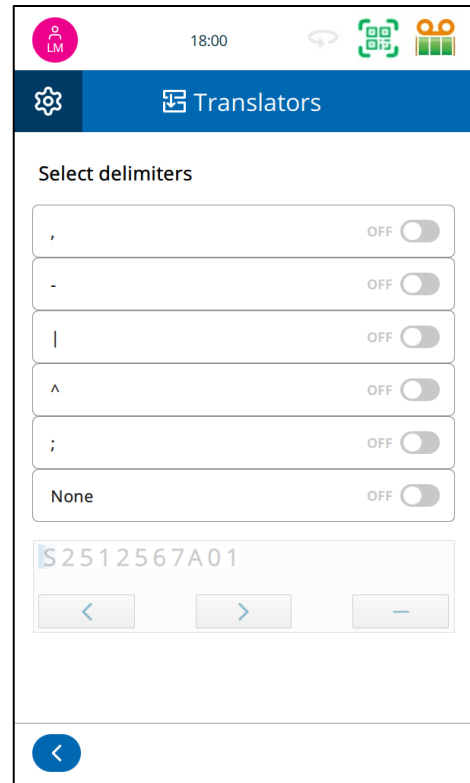 LM
18:00
Translators
Select delimiters
, OFF
- OFF
| OFF
^ OFF
; OFF
None OFF
S2512567A01